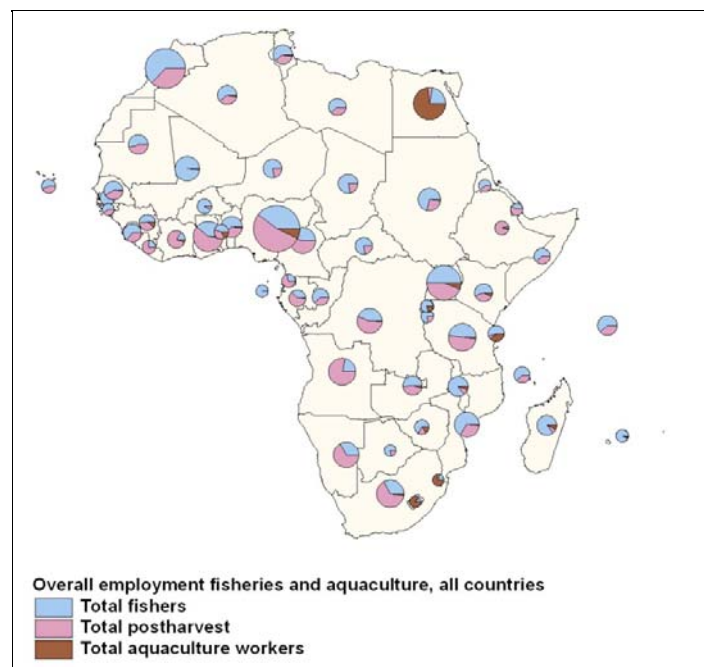 Overall employment fisheries and aquaculture, all countries
Total fishers
Total postharvest
Total aquaculture workers